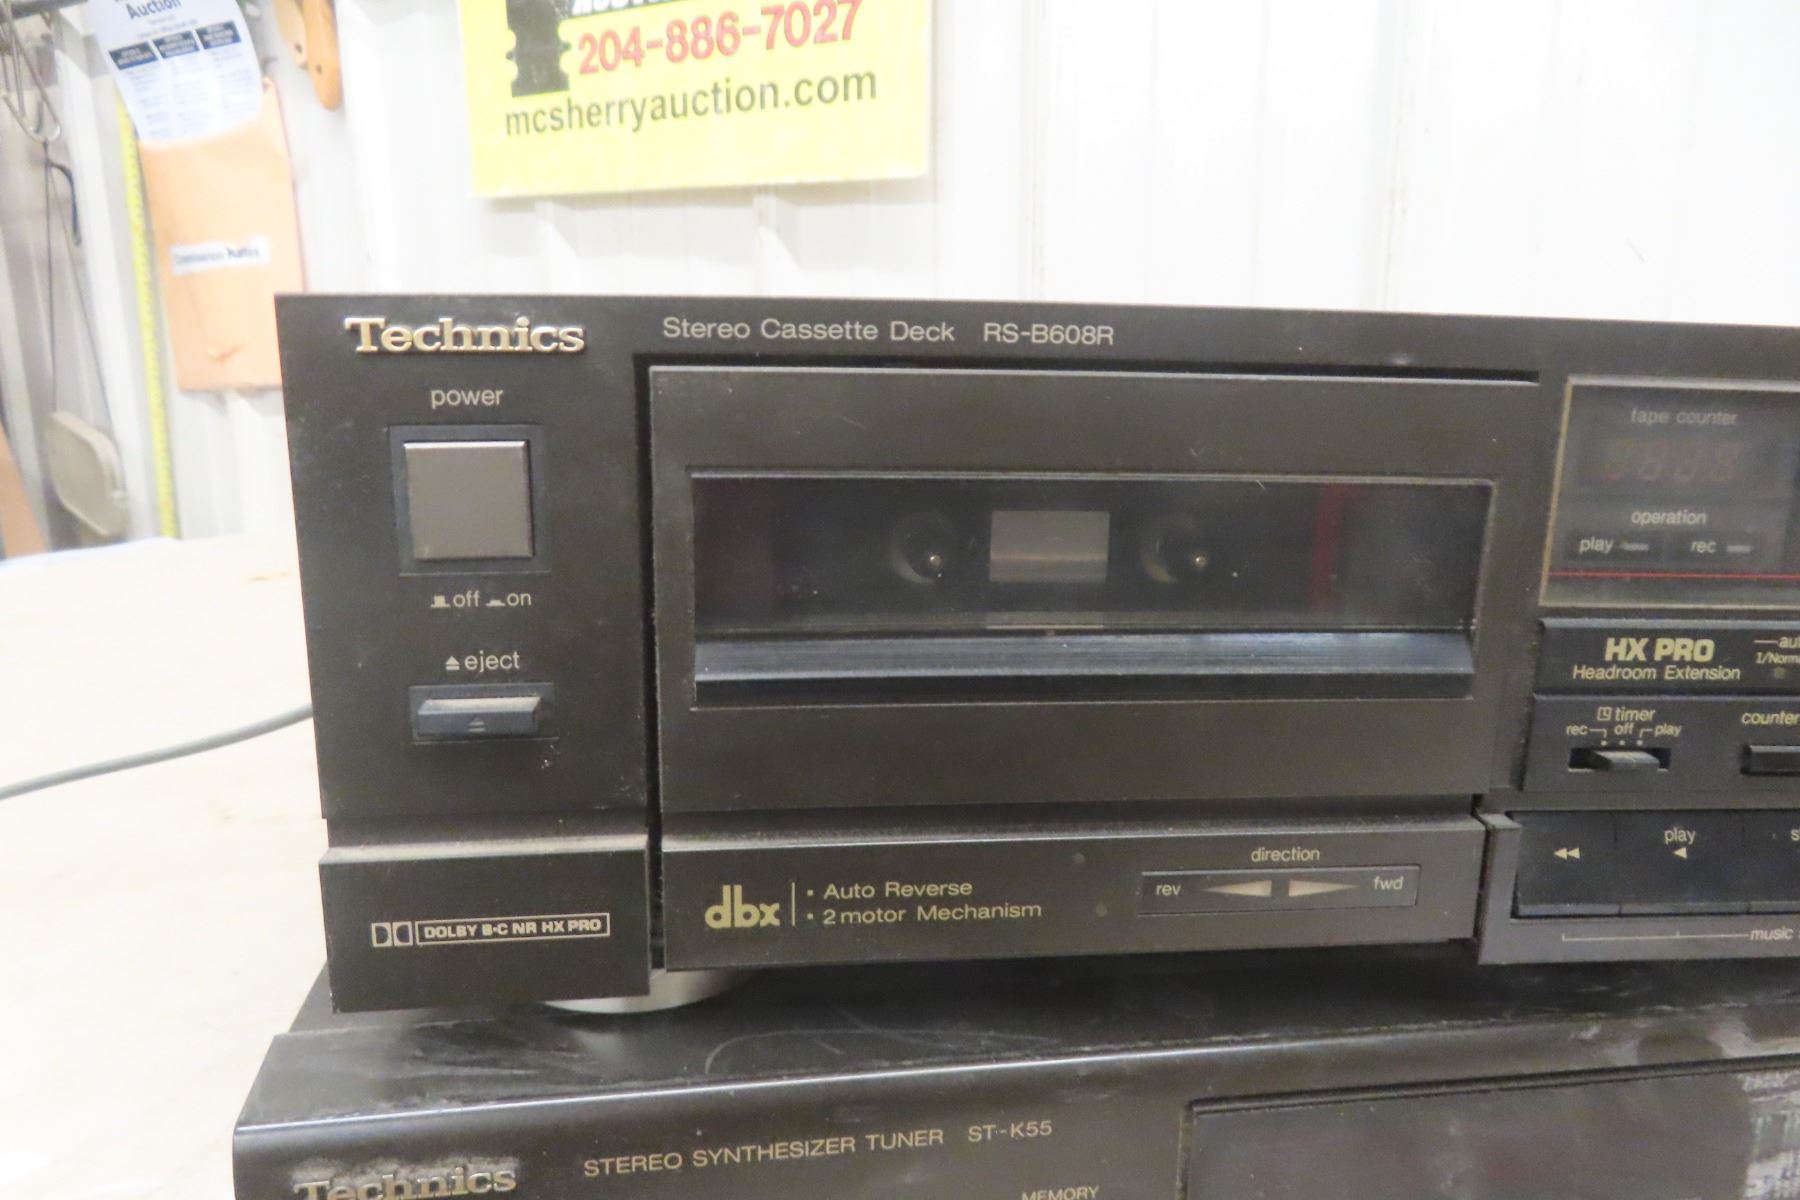 Auction
204-886-7027
mcsherryauction.com
Technics
Stereo Cassette Deck RS-B608R
power
off on
eject
tape counter
operation
play rec
HX PRO
Headroom Extension
timer
rec off play
counter
play
direction
rev fwd
dbx
• Auto Reverse
• 2 motor Mechanism
DOLBY B·C NR HX PRO
music
Technics
STEREO SYNTHESIZER TUNER ST-K55
MEMORY